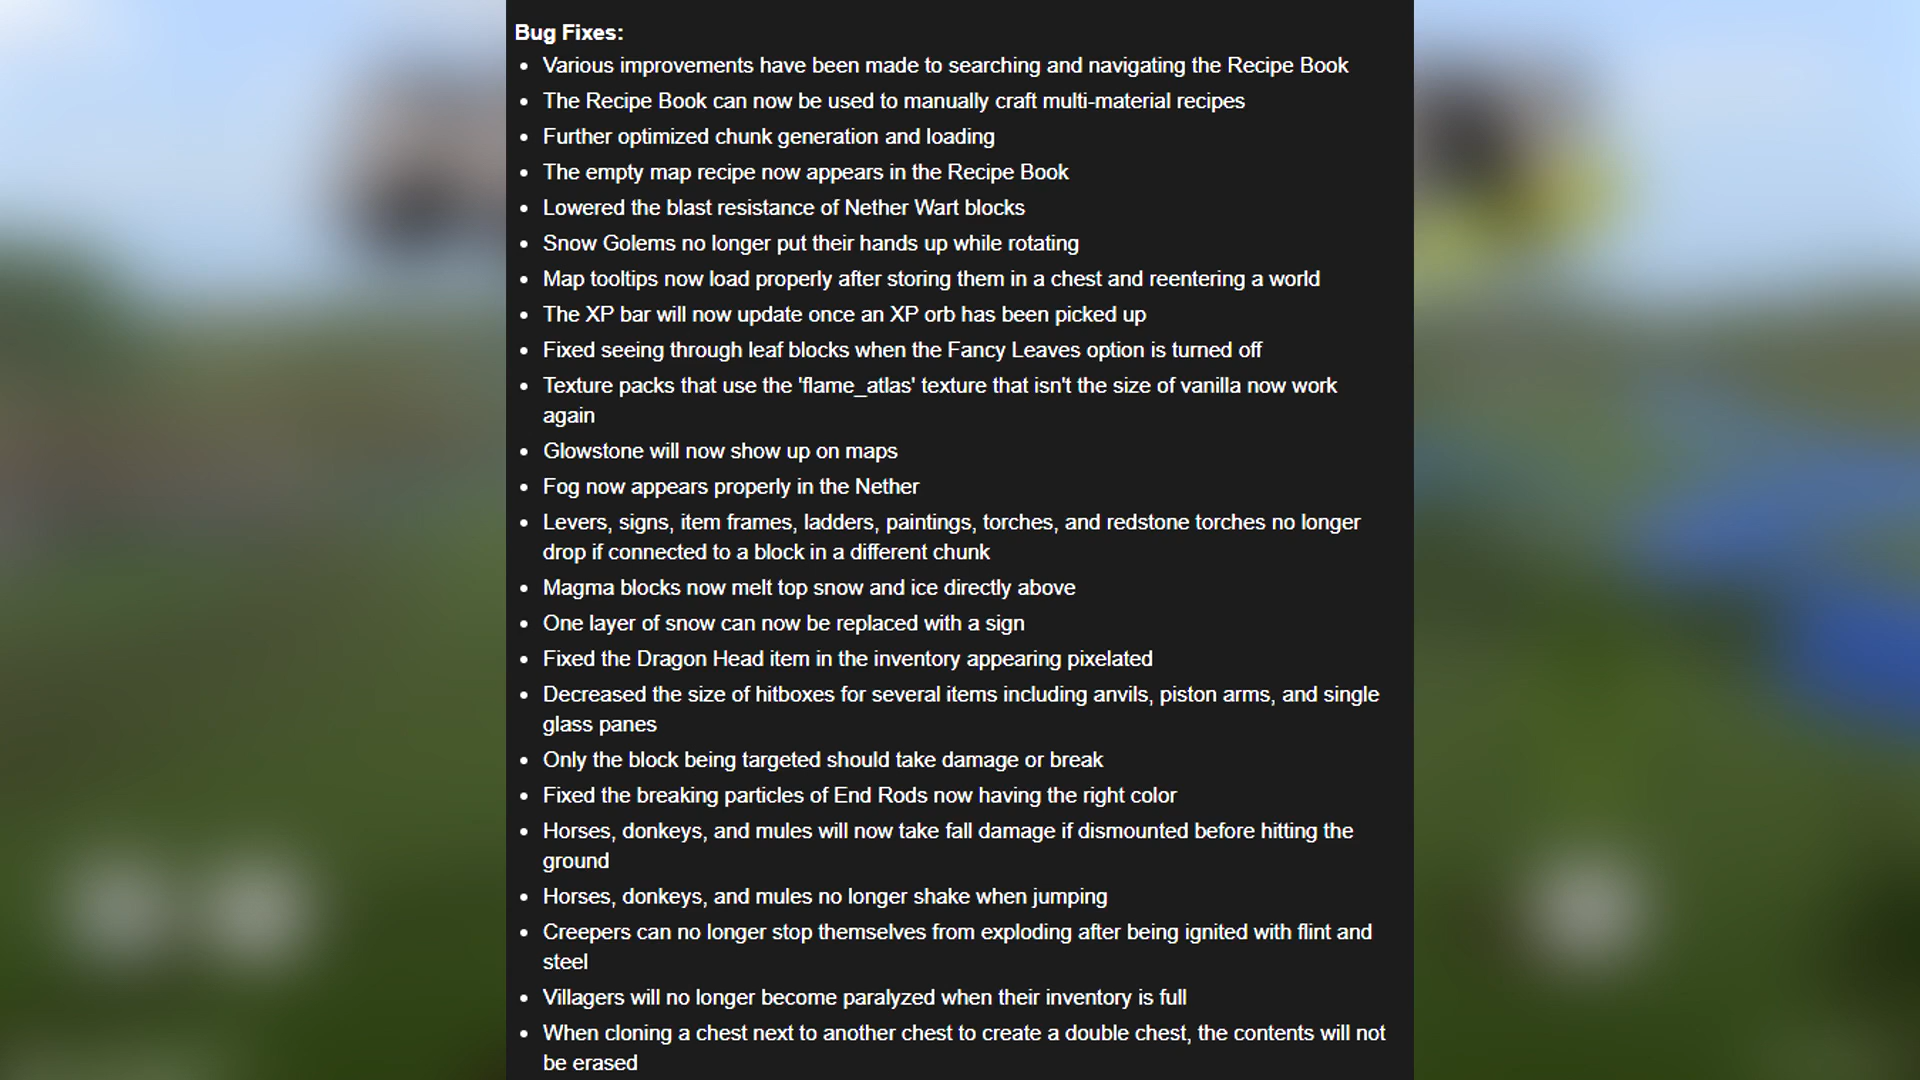 Bug Fixes:
• Various improvements have been made to searching and navigating the Recipe Book
• The Recipe Book can now be used to manually craft multi-material recipes
• Further optimized chunk generation and loading
• The empty map recipe now appears in the Recipe Book
• Lowered the blast resistance of Nether Wart blocks
• Snow Golems no longer put their hands up while rotating
• Map tooltips now load properly after storing them in a chest and reentering a world
• The XP bar will now update once an XP orb has been picked up
• Fixed seeing through leaf blocks when the Fancy Leaves option is turned off
• Texture packs that use the 'flame_atlas' texture that isn't the size of vanilla now work
again
• Glowstone will now show up on maps
• Fog now appears properly in the Nether
• Levers, signs, item frames, ladders, paintings, torches, and redstone torches no longer
drop if connected to a block in a different chunk
• Magma blocks now melt top snow and ice directly above
• One layer of snow can now be replaced with a sign
• Fixed the Dragon Head item in the inventory appearing pixelated
• Decreased the size of hitboxes for several items including anvils, piston arms, and single
glass panes
• Only the block being targeted should take damage or break
• Fixed the breaking particles of End Rods now having the right color
• Horses, donkeys, and mules will now take fall damage if dismounted before hitting the
ground
• Horses, donkeys, and mules no longer shake when jumping
• Creepers can no longer stop themselves from exploding after being ignited with flint and
steel
• Villagers will no longer become paralyzed when their inventory is full
• When cloning a chest next to another chest to create a double chest, the contents will not
be erased